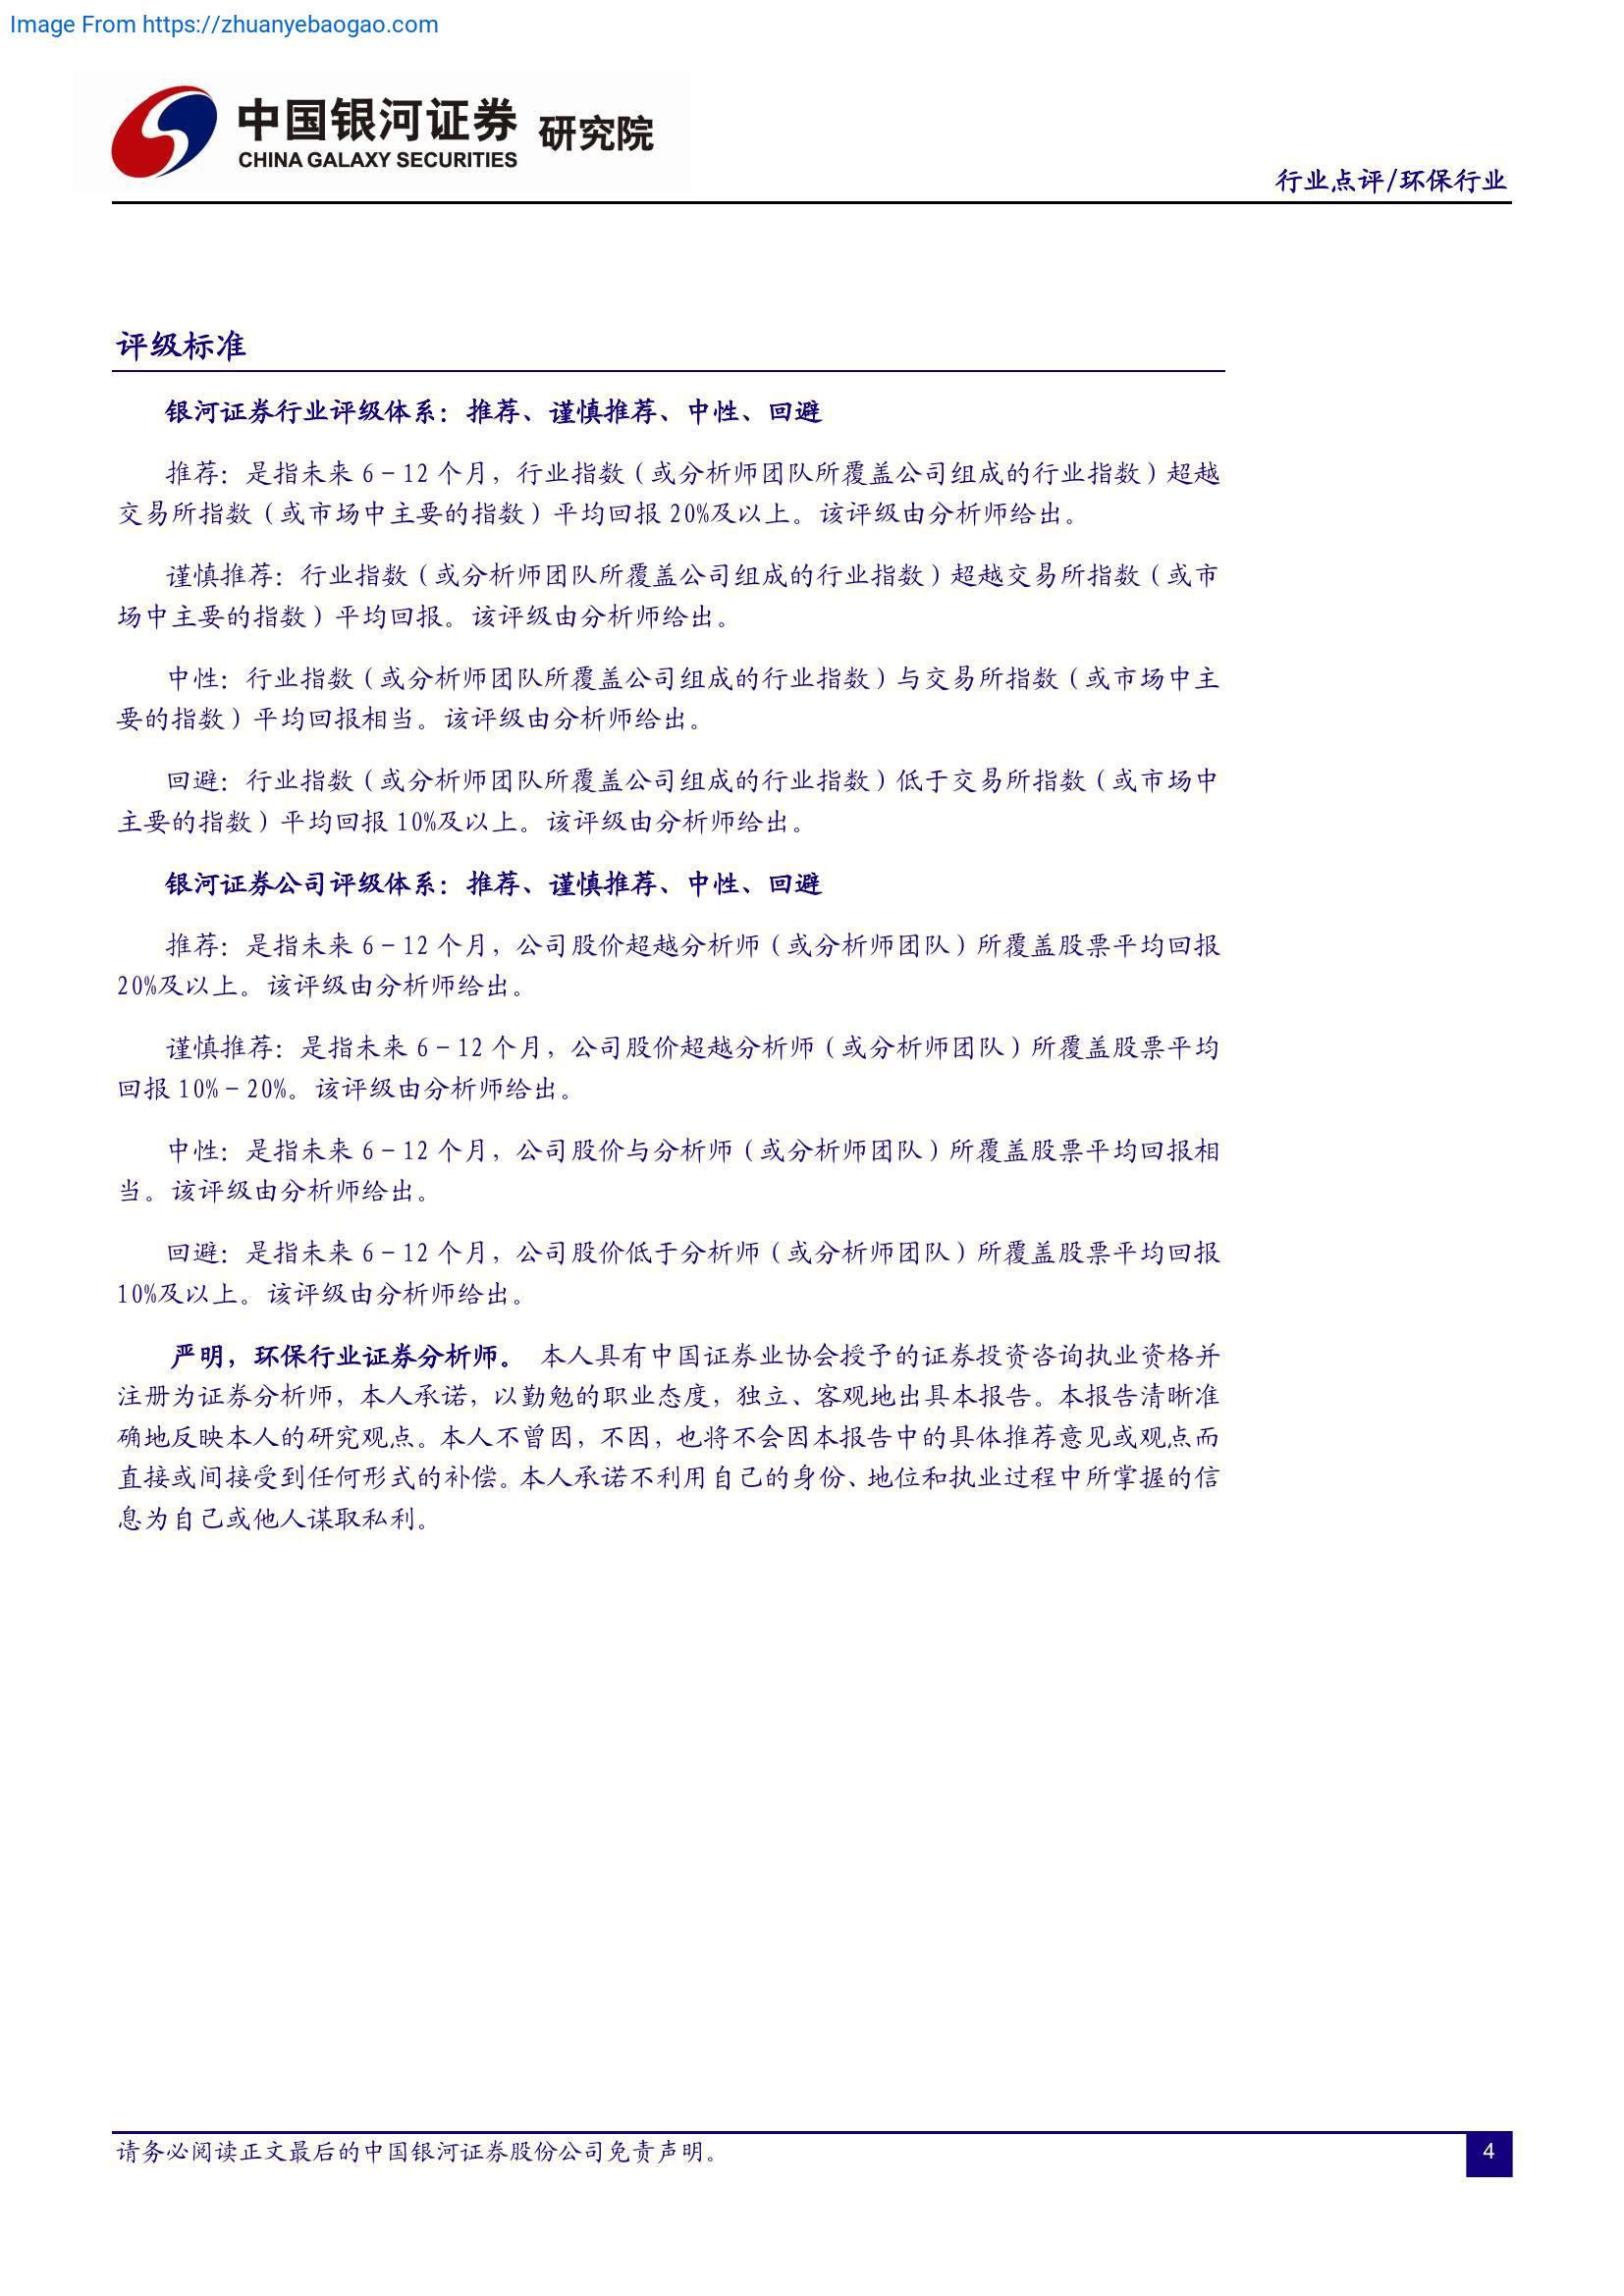 Image From https://zhuanyebaogao.com
中国银河证券 研究院
CHINA GALAXY SECURITIES
行业点评/环保行业
评级标准
银河证券行业评级体系：推荐、谨慎推荐、中性、回避
推荐：是指未来 6－12 个月，行业指数（或分析师团队所覆盖公司组成的行业指数）超越
交易所指数（或市场中主要的指数）平均回报 20%及以上。该评级由分析师给出。
谨慎推荐：行业指数（或分析师团队所覆盖公司组成的行业指数）超越交易所指数（或市
场中主要的指数）平均回报。该评级由分析师给出。
中性：行业指数（或分析师团队所覆盖公司组成的行业指数）与交易所指数（或市场中主
要的指数）平均回报相当。该评级由分析师给出。
回避：行业指数（或分析师团队所覆盖公司组成的行业指数）低于交易所指数（或市场中
主要的指数）平均回报 10%及以上。该评级由分析师给出。
银河证券公司评级体系：推荐、谨慎推荐、中性、回避
推荐：是指未来 6－12 个月，公司股价超越分析师（或分析师团队）所覆盖股票平均回报
20%及以上。该评级由分析师给出。
谨慎推荐：是指未来 6－12 个月，公司股价超越分析师（或分析师团队）所覆盖股票平均
回报 10%－20%。该评级由分析师给出。
中性：是指未来 6－12 个月，公司股价与分析师（或分析师团队）所覆盖股票平均回报相
当。该评级由分析师给出。
回避：是指未来 6－12 个月，公司股价低于分析师（或分析师团队）所覆盖股票平均回报
10%及以上。该评级由分析师给出。
严明，环保行业证券分析师。 本人具有中国证券业协会授予的证券投资咨询执业资格并
注册为证券分析师，本人承诺，以勤勉的职业态度，独立、客观地出具本报告。本报告清晰准
确地反映本人的研究观点。本人不曾因，不因，也将不会因本报告中的具体推荐意见或观点而
直接或间接受到任何形式的补偿。本人承诺不利用自己的身份、地位和执业过程中所掌握的信
息为自己或他人谋取私利。
请务必阅读正文最后的中国银河证券股份公司免责声明。
4